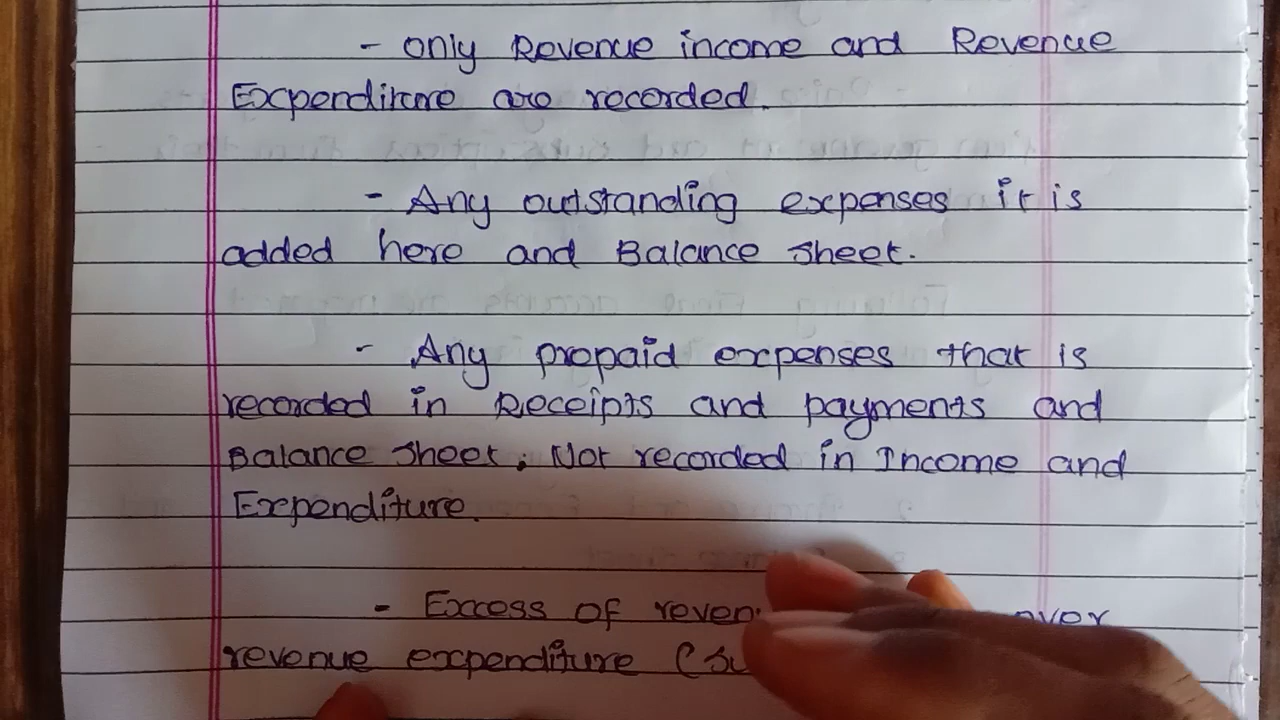 - only Revenue income and Revenue
Expenditure are recorded.
- Any outstanding expenses it is
added here and Balance Sheet.
- Any prepaid expenses that is
recorded in Receipts and payments and
Balance Sheet, Not recorded in Income and
Expenditure.
- Excess of over
revenue expenditure (